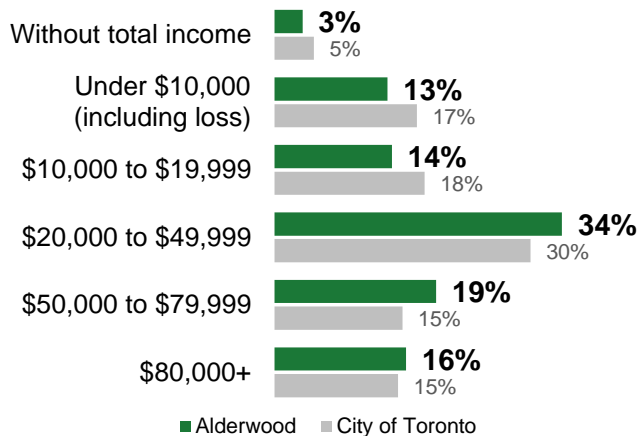 Without total income
3%
5%
Under $10,000
(including loss)
13%
17%
$10,000 to $19,999
14%
18%
$20,000 to $49,999
34%
30%
$50,000 to $79,999
19%
15%
$80,000+
16%
15%
Alderwood City of Toronto